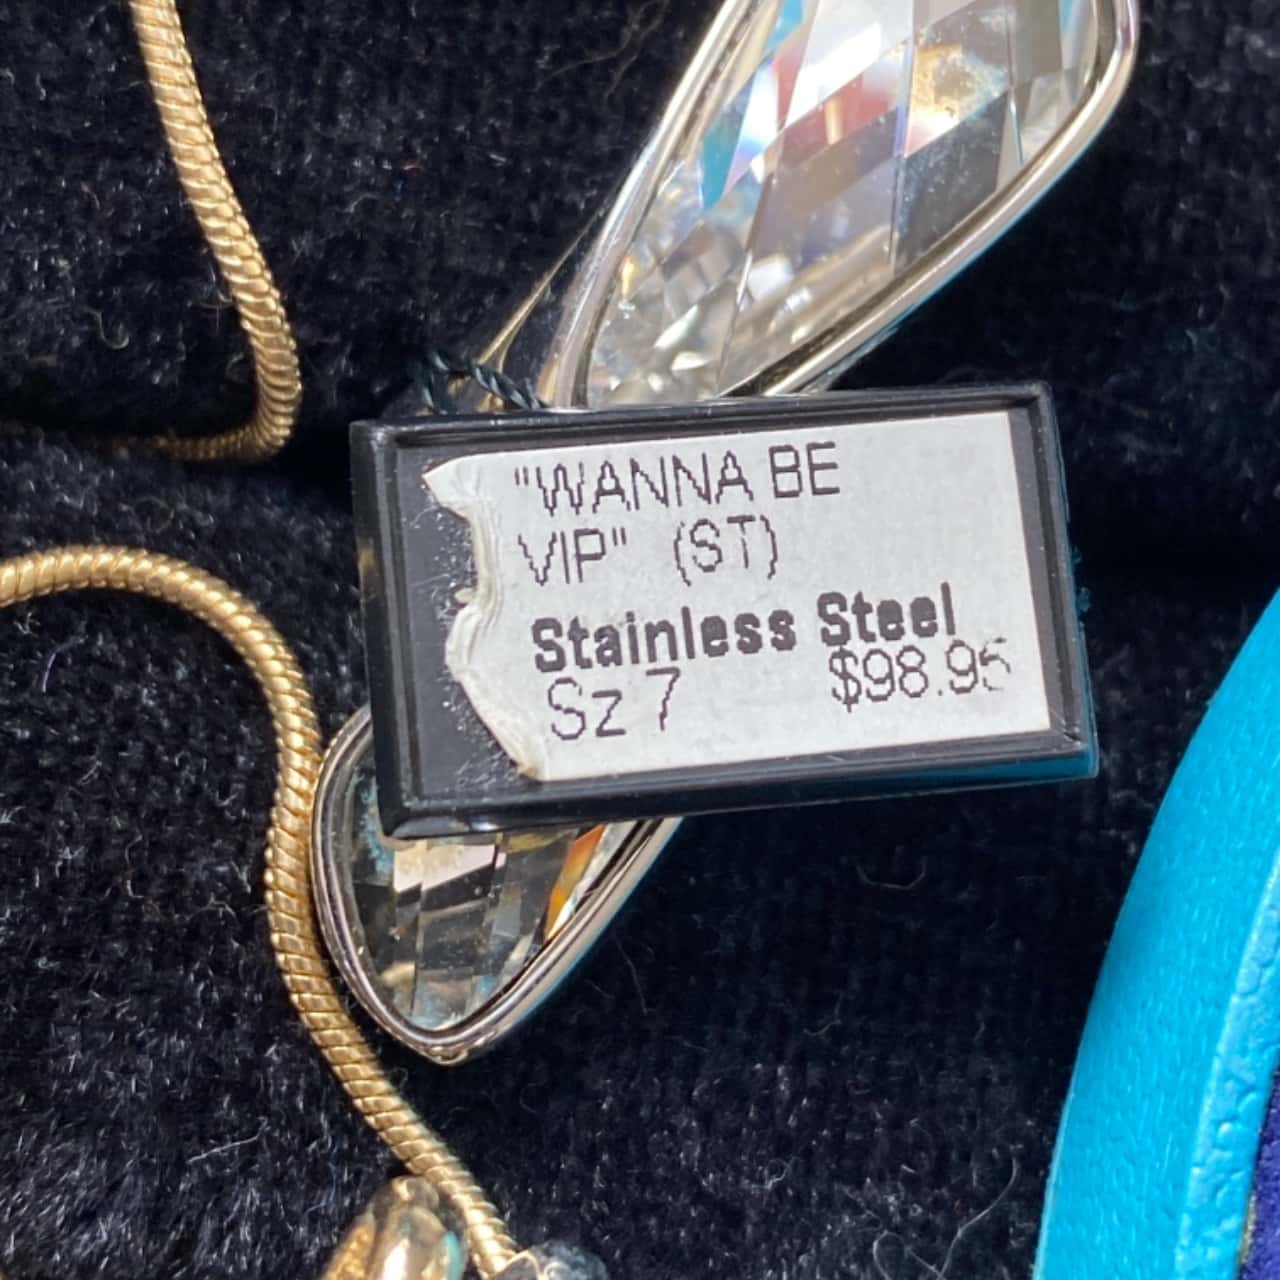 "WANNA BE
VIP" (ST)
Stainless Steel
Sz 7 $98.95